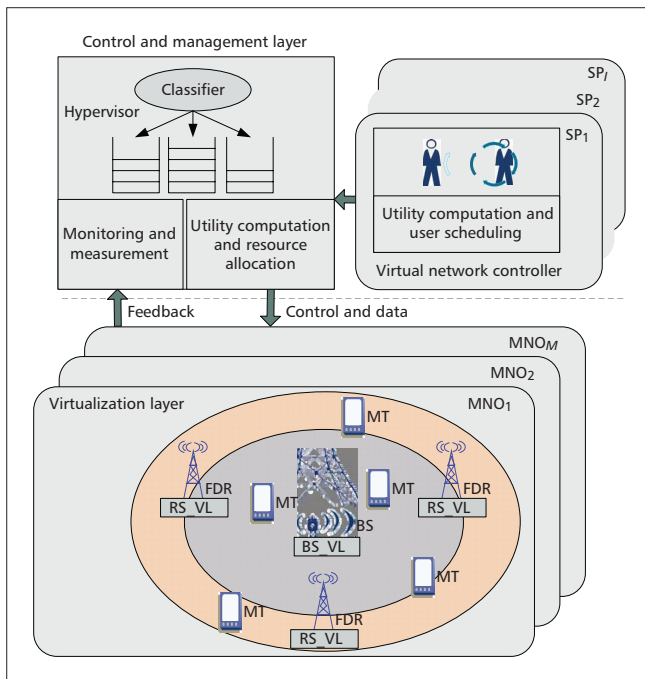 Control and management layer
Classifier
Hypervisor
Monitoring and
measurement
Utility computation
and resource
allocation
SPI
SP2
SP1
Utility computation and
user scheduling
Virtual network controller
Feedback
Control and data
MNOM
MNO2
MNO1
Virtualization layer
MT
FDR
RS_VL
MT
MT
FDR
RS_VL
BS
BS_VL
MT
MT
FDR
RS_VL